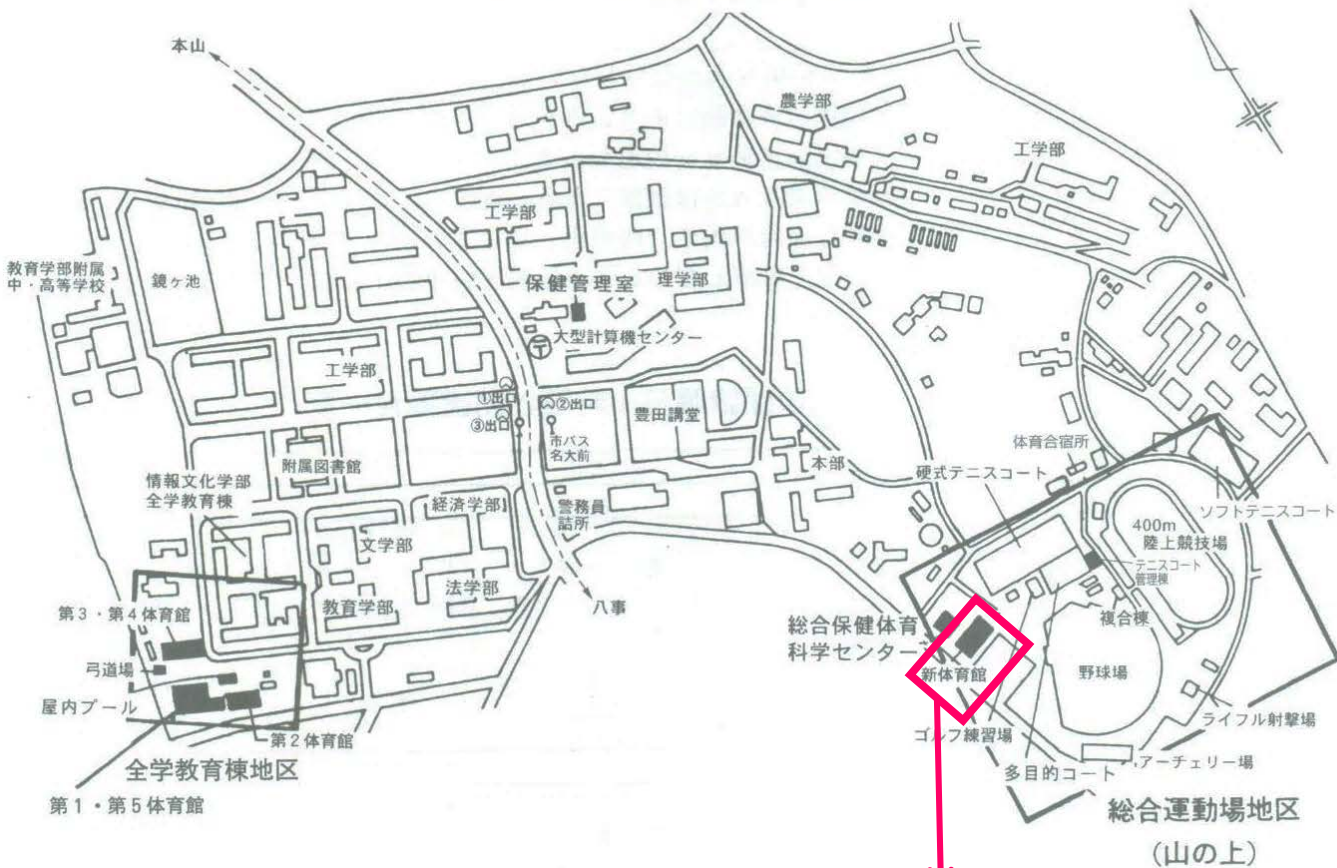 本山
農学部
工学部
工学部
教育学部附属
中・高等学校
鏡ヶ池
保健管理室
理学部
大型計算機センター
工学部
①出口
②出口
③出口
市バス
名大前
豊田講堂
附属図書館
情報文化学部
全学教育棟
経済学部
警務員
詰所
本部
体育合宿所
硬式テニスコート
ソフトテニスコート
400m
陸上競技場
テニスコート
管理棟
文学部
法学部
教育学部
八事
第3・第4体育館
弓道場
屋内プール
第2体育館
全学教育棟地区
第1・第5体育館
総合保健体育
科学センター
新体育館
複合棟
野球場
ライフル射撃場
ゴルフ練習場
多目的コート
アーチェリー場
総合運動場地区
(山の上)